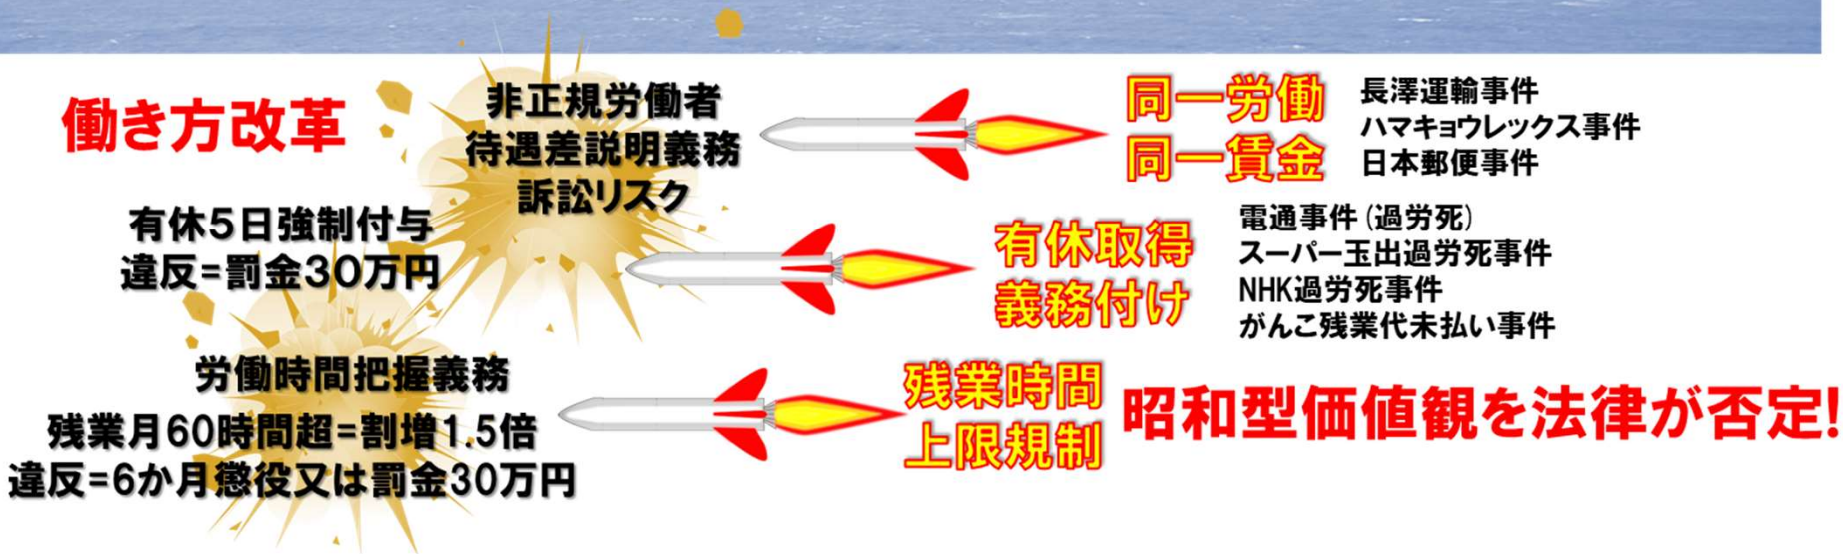 働き方改革
非正規労働者
待遇差説明義務
訴訟リスク
同一労働
同一賃金
長澤運輸事件
ハマキョウレックス事件
日本郵便事件
有休5日強制付与
違反=罰金30万円
有休取得
義務付け
電通事件(過労死)
スーパー玉出過労死事件
NHK過労死事件
がんこ残業代未払い事件
労働時間把握義務
残業月60時間超=割増1.5倍
違反=6か月懲役又は罰金30万円
残業時間
上限規制
昭和型価値観を法律が否定!